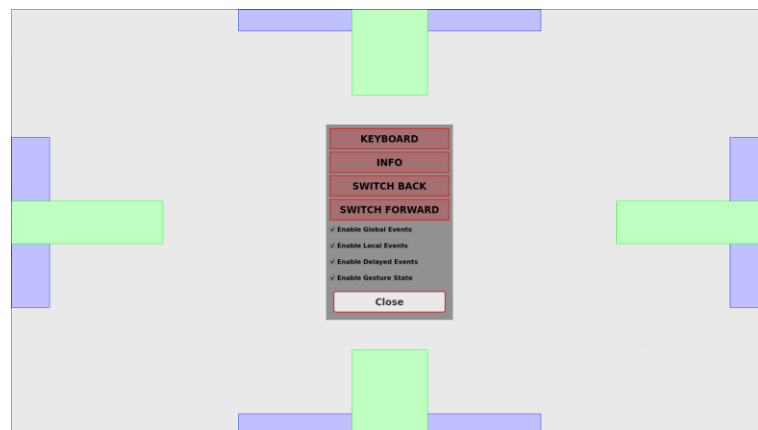 KEYBOARD
INFO
SWITCH BACK
SWITCH FORWARD
Enable Global Events
Enable Local Events
Enable Delayed Events
Enable Gesture State
Close